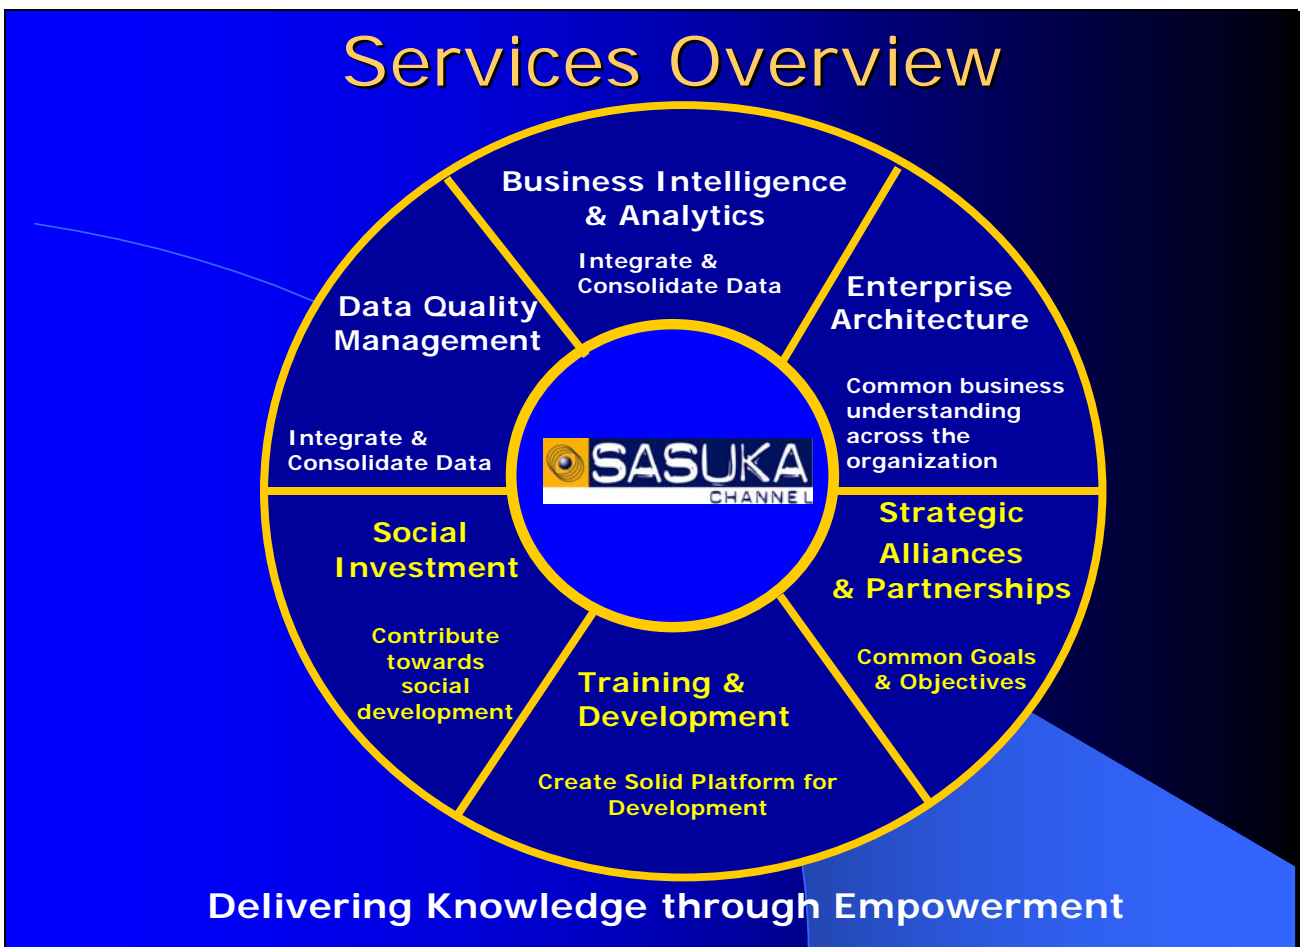 Services Overview
Business Intelligence
& Analytics
Integrate &
Consolidate Data
Enterprise
Architecture
Common business
understanding
across the
organization
Data Quality
Management
Integrate &
Consolidate Data
SASUKA
CHANNEL
Strategic
Alliances
& Partnerships
Common Goals
& Objectives
Social
Investment
Contribute
towards
social
development
Training &
Development
Create Solid Platform for
Development
Delivering Knowledge through Empowerment